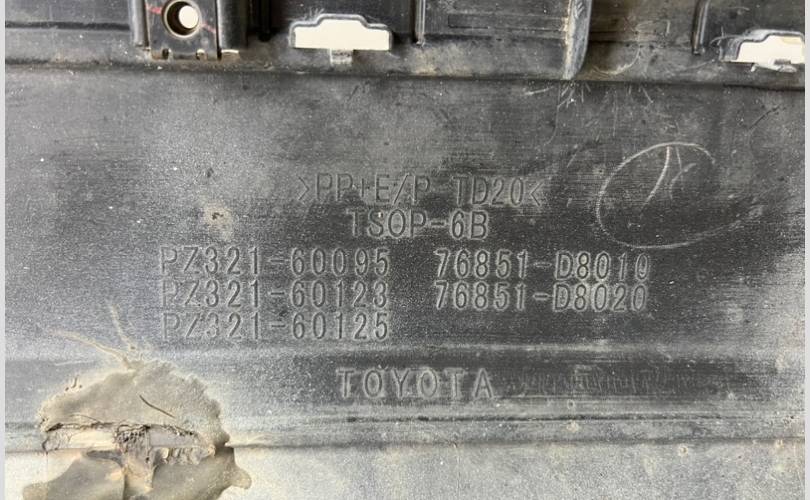 >PP+E/P TD20<
TSOP-6B
PZ321-60095 76851-D8010
PZ321-60123 76851-D8020
PZ321-60125
TOYOTA